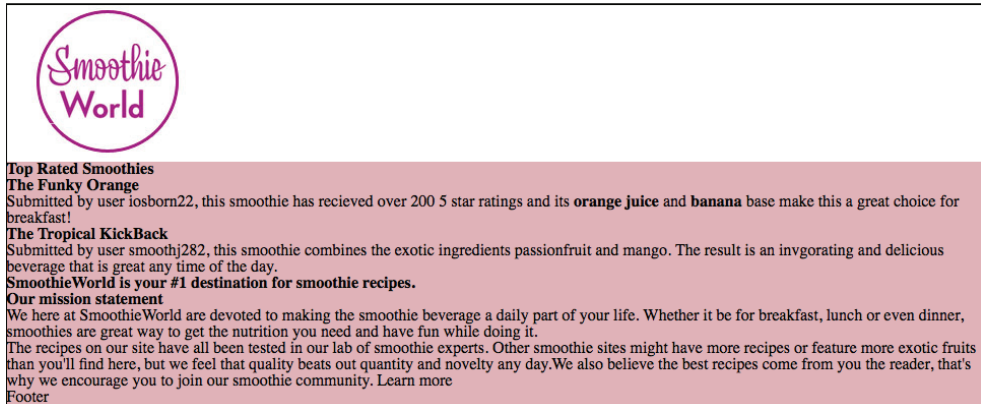 Smoothie
World
Top Rated Smoothies
The Funky Orange
Submitted by user iosborn22, this smoothie has recieved over 200 5 star ratings and its orange juice and banana base make this a great choice for
breakfast!
The Tropical KickBack
Submitted by user smoothj282, this smoothie combines the exotic ingredients passionfruit and mango. The result is an invgorating and delicious
beverage that is great any time of the day.
SmoothieWorld is your #1 destination for smoothie recipes.
Our mission statement
We here at SmoothieWorld are devoted to making the smoothie beverage a daily part of your life. Whether it be for breakfast, lunch or even dinner,
smoothies are great way to get the nutrition you need and have fun while doing it.
The recipes on our site have all been tested in our lab of smoothie experts. Other smoothie sites might have more recipes or feature more exotic fruits
than you'll find here, but we feel that quality beats out quantity and novelty any day.We also believe the best recipes come from you the reader, that's
why we encourage you to join our smoothie community. Learn more
Footer